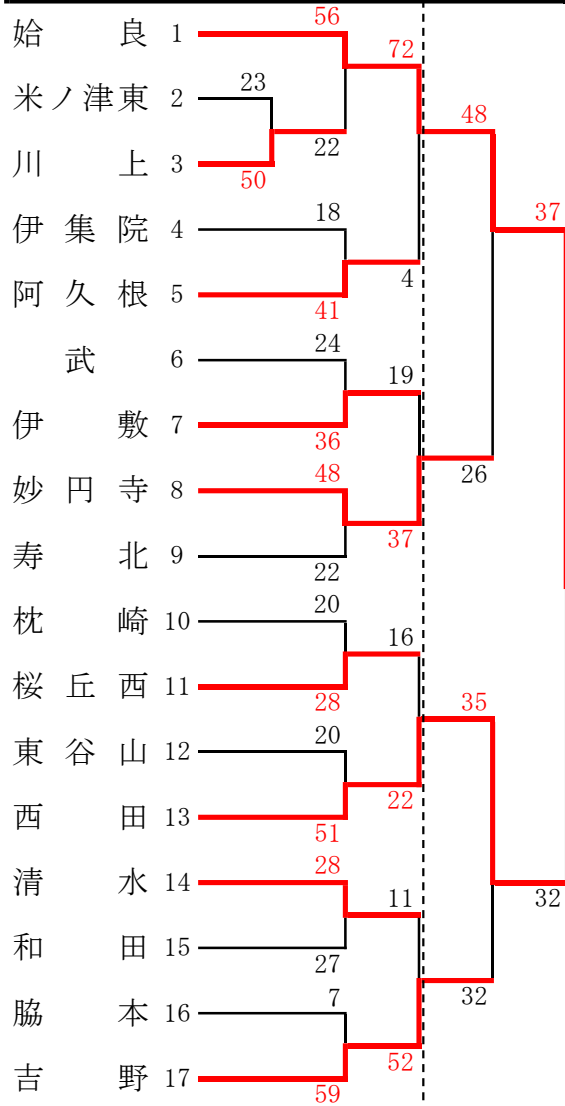 56
姶良 1
72
米ノ津東 2 23
48
22
川上 3 50
37
伊集院 4 18
4
阿久根 5 41
武 6 24
19
伊敷 7 36
妙円寺 8 48
26
37
寿北 9 22
枕崎 10 20
16
桜丘西 11 28
35
東谷山 12 20
22
西田 13 51
清水 14 28
11
32
和田 15 27
32
脇本 16 7
52
吉野 17 59